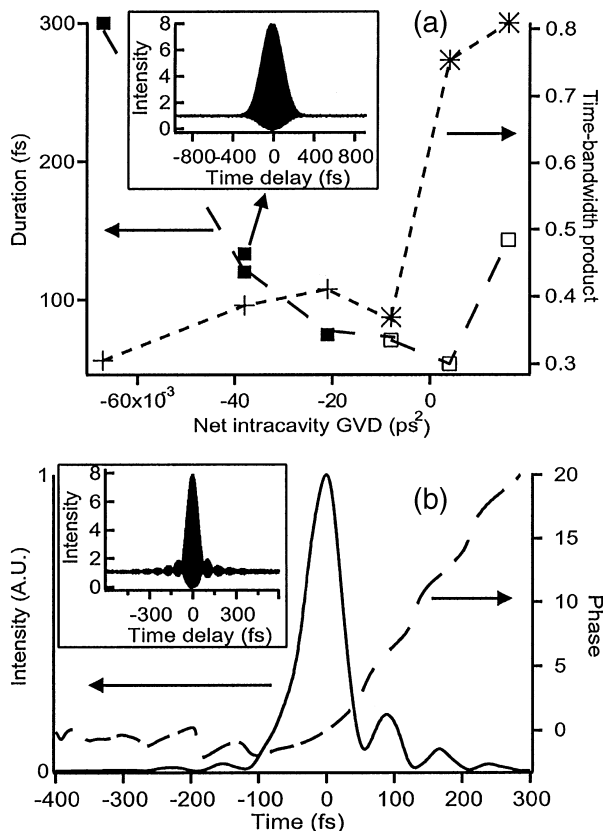 (a)
300
200
100
Duration (fs)
8
6
4
2
0
Intensity
-800 -400 0 400 800
Time delay (fs)
0.8
0.7
0.6
0.5
0.4
0.3
Time-bandwidth product
-60x10⁻³ -40 -20 0
Net intracavity GVD (ps²)
(b)
1
0
Intensity (A.U.)
8
6
4
2
0
Intensity
-300 0 300
Time delay (fs)
20
15
10
5
0
Phase
-400 -300 -200 -100 0 100 200 300
Time (fs)